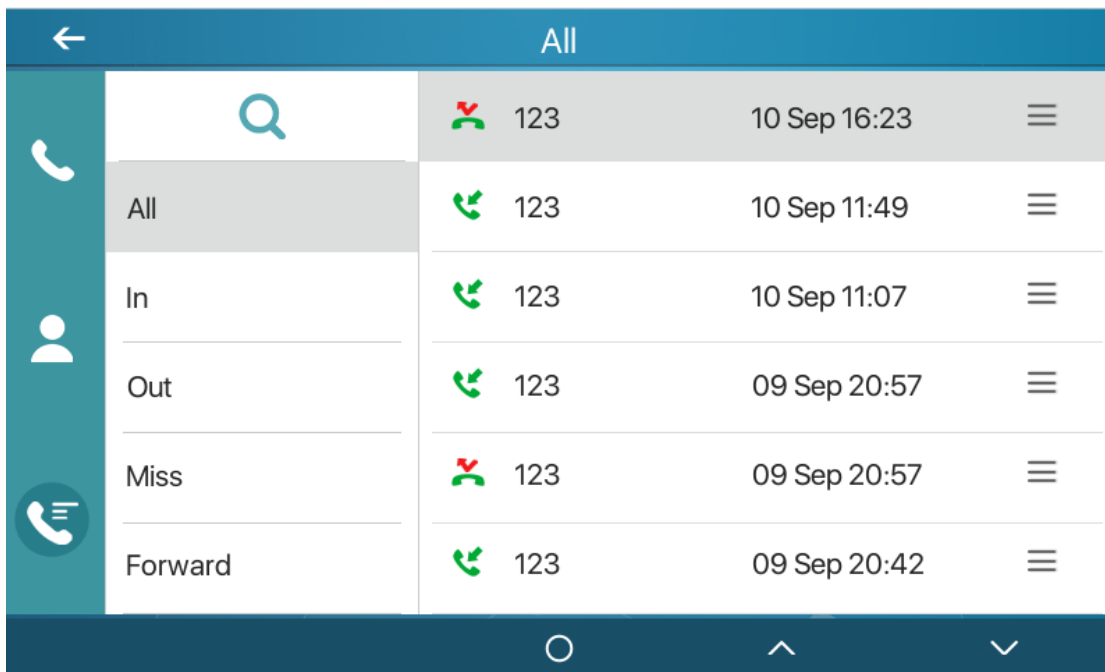 All
123 10 Sep 16:23
All
123 10 Sep 11:49
In
123 10 Sep 11:07
Out
123 09 Sep 20:57
Miss
123 09 Sep 20:57
Forward
123 09 Sep 20:42